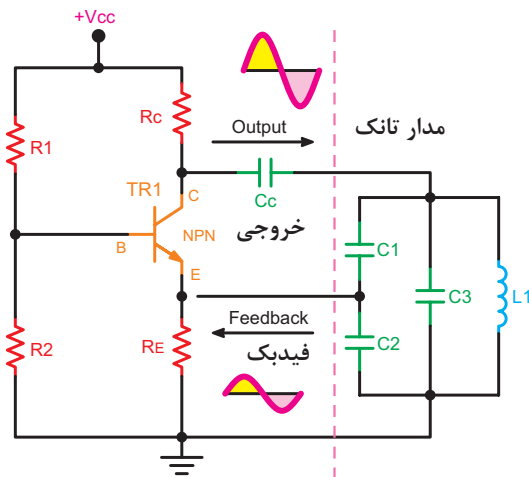 +Vcc
Rc
R1
Output
مدار تانک
TR1
C
Cc
B
NPN
خروجی
E
C1
C3
L1
Feedback
R2
RE
فیدبک
C2